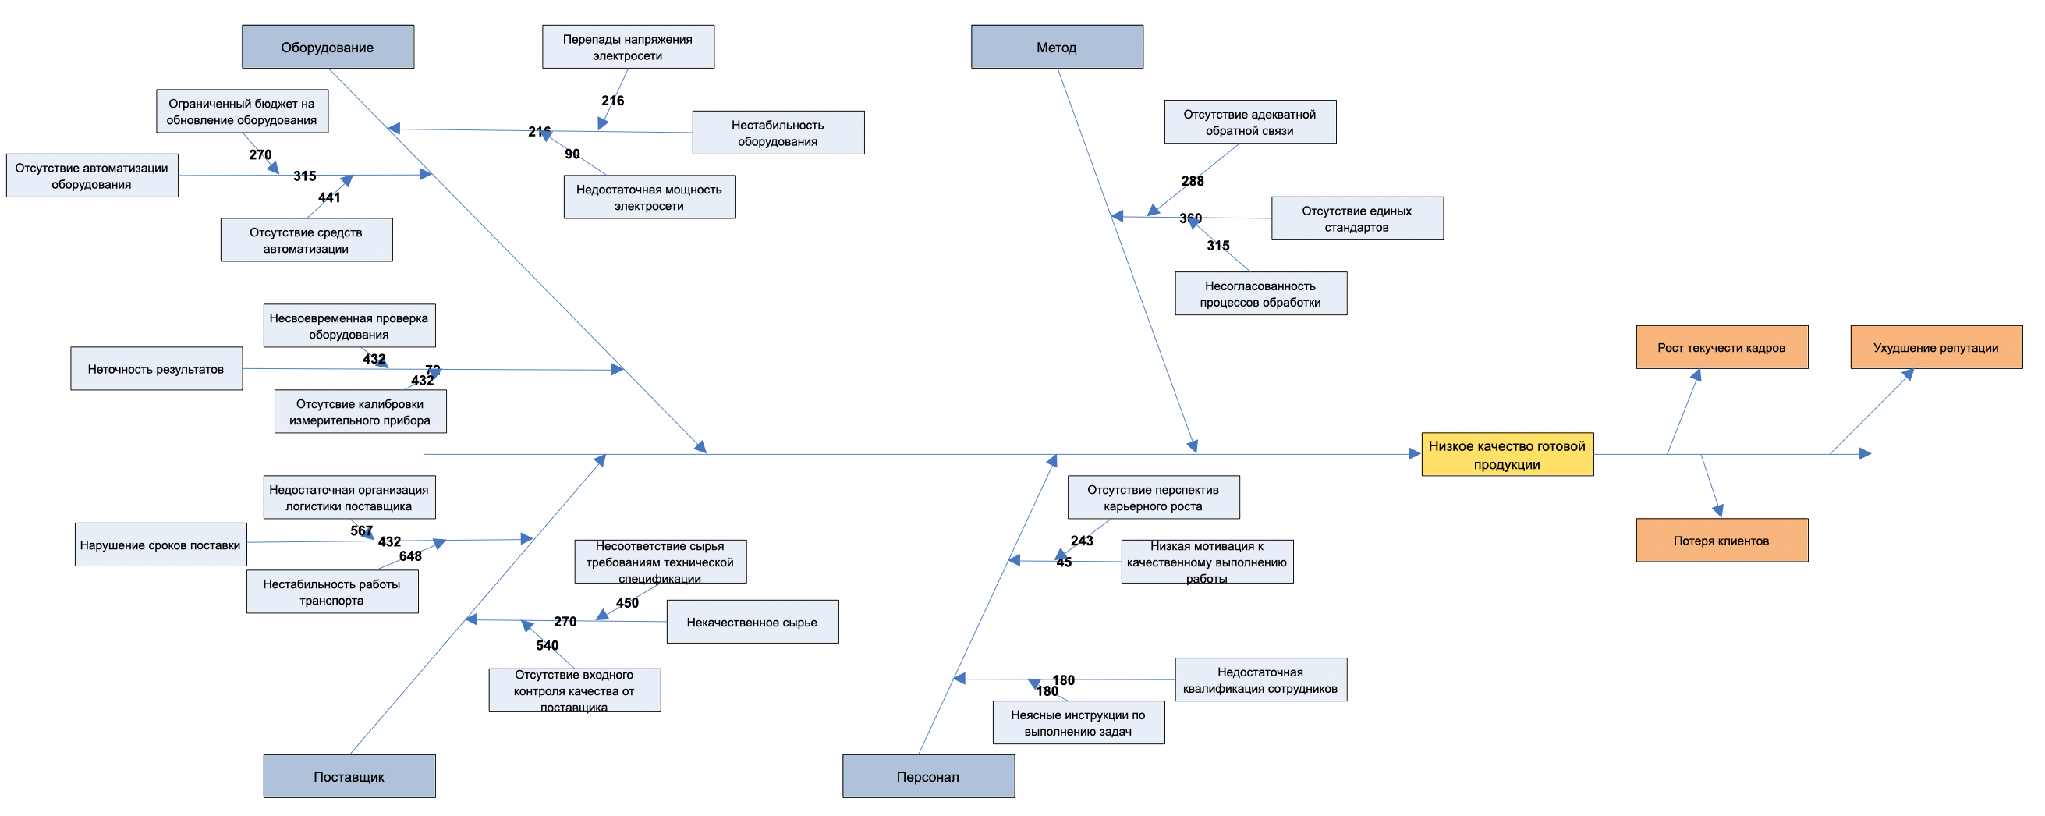 Оборудование
Перепады напряжения
электросети
Метод
Ограниченный бюджет на
обновление оборудования
216
Отсутствие адекватной
обратной связи
Нестабильность
оборудования
216
270
90
Отсутствие автоматизации
оборудования
315
441
288
Недостаточная мощность
электросети
Отсутствие единых
стандартов
360
Отсутствие средств
автоматизации
315
Несогласованность
процессов обработки
Несвоевременная проверка
оборудования
Рост текучести кадров
Ухудшение репутации
432
Неточность результатов
72
432
Отсутсвие калибровки
измерительного прибора
Низкое качество готовой
продукции
Недостаточная организация
логистики поставщика
Отсутствие перспектив
карьерного роста
567
Нарушение сроков поставки
432
648
243
Потеря клиентов
Несоответствие сырья
требованиям технической
спецификации
45
Низкая мотивация к
качественному выполнению
работы
Нестабильность работы
транспорта
450
270
Некачественное сырье
540
Отсутствие входного
контроля качества от
поставщика
180
180
Недостаточная
квалификация сотрудников
Неясные инструкции по
выполнению задач
Поставщик
Персонал